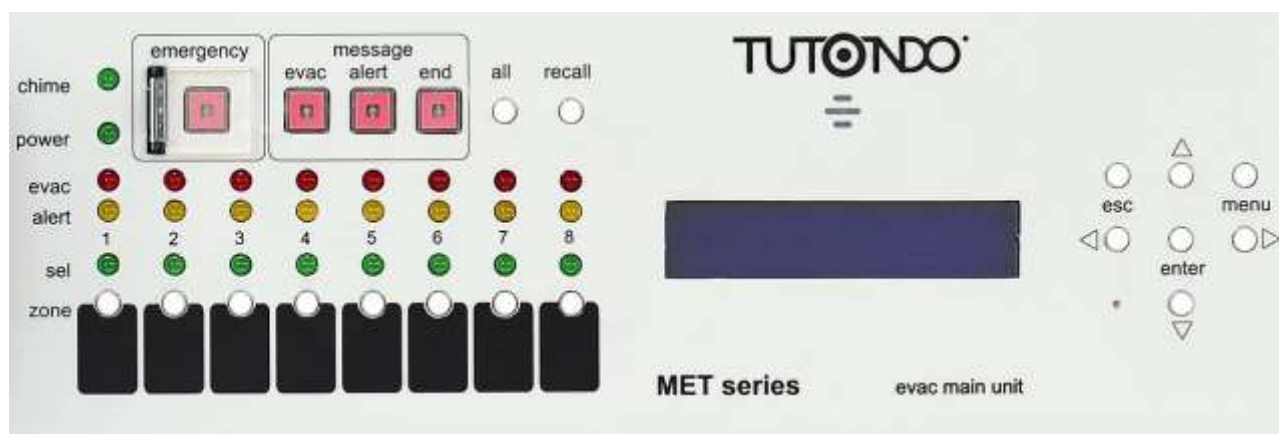 emergency
message
evac alert end all recall
chime
power
evac
alert
1 2 3 4 5 6 7 8
sel
zone
TUTONDO
esc
menu
enter
MET series
evac main unit